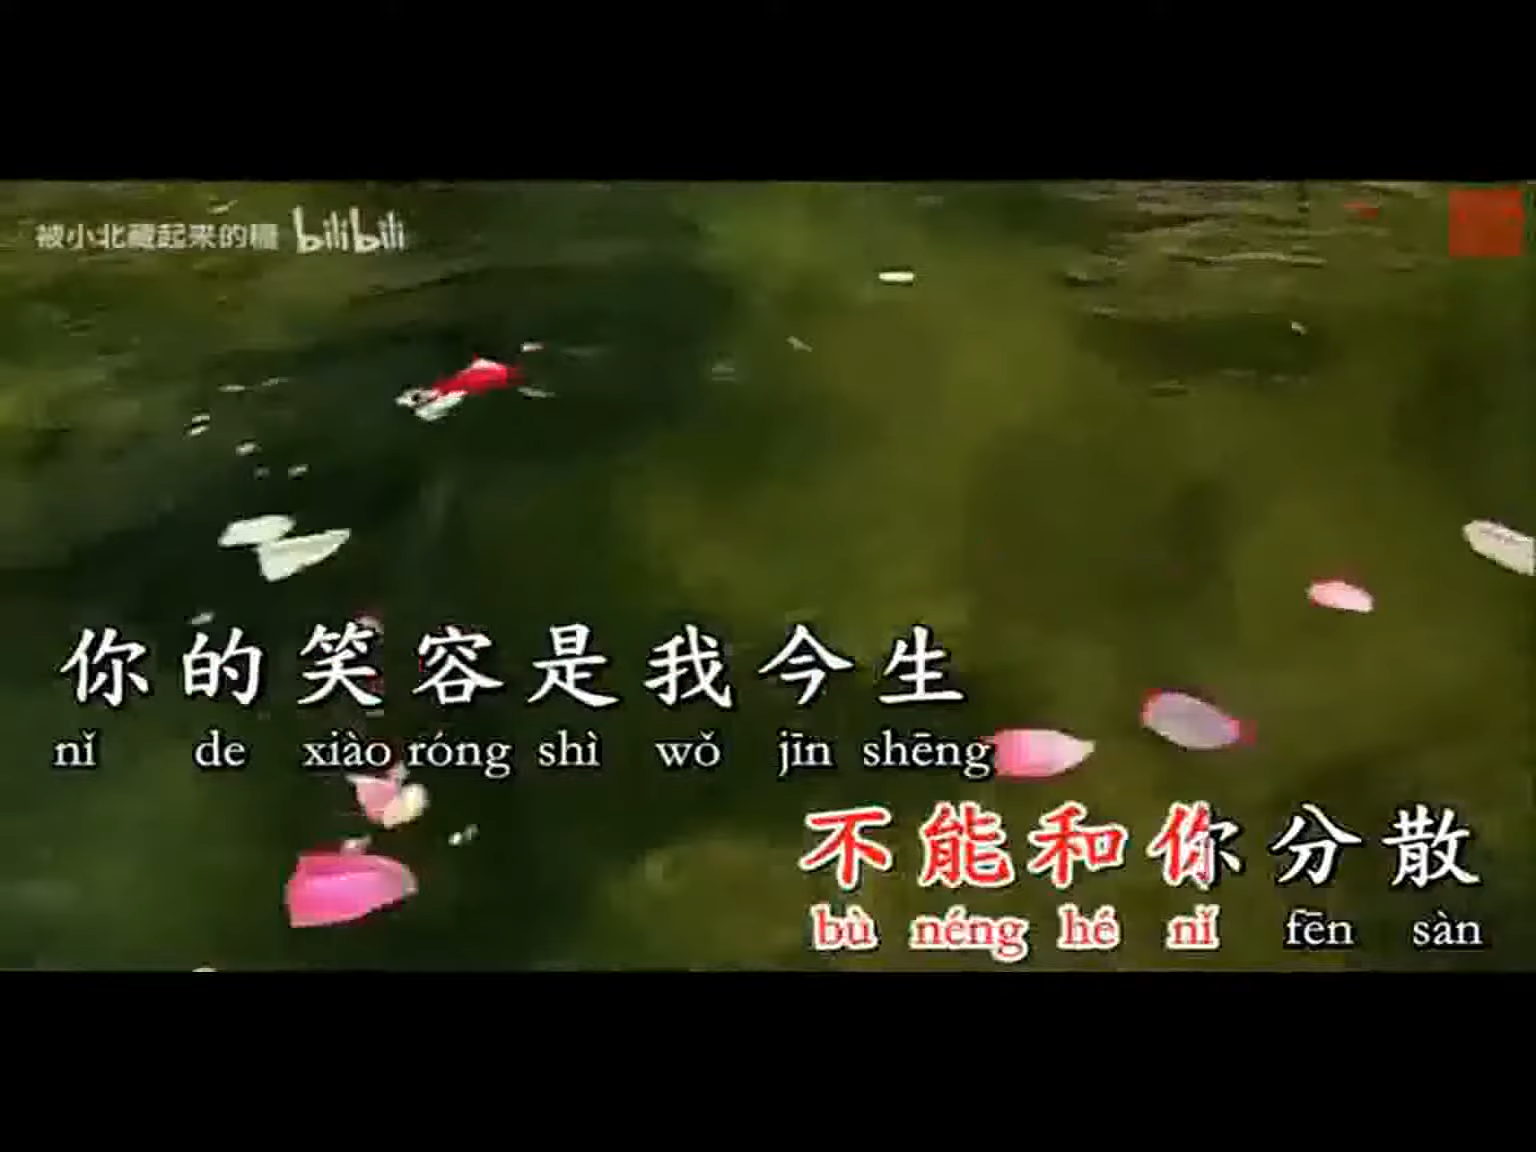 被小北藏起来的糖 bilibili
你的笑容是我今生
nǐ de xiào róng shì wǒ jīn shēng
不能和你分散
bù néng hé nǐ fēn sàn